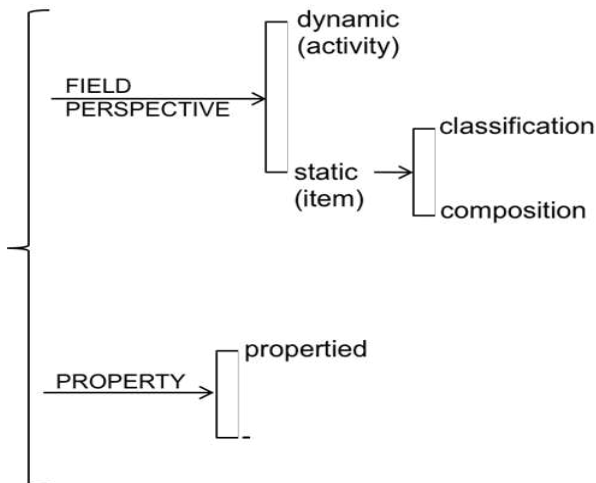 dynamic
(activity)
FIELD
PERSPECTIVE
classification
static
(item)
composition
propertied
PROPERTY
-